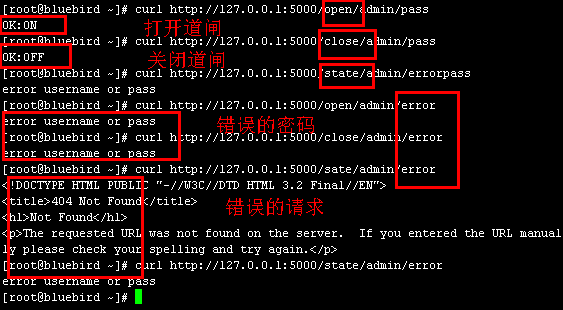 [root@bluebird ~]# curl http://127.0.0.1:5000/open/admin/pass
OK:ON
打开道闸
[root@bluebird ~]# curl http://127.0.0.1:5000/close/admin/pass
OK:OFF
关闭道闸
[root@bluebird ~]# curl http://127.0.0.1:5000/state/admin/errorpass
error username or pass
[root@bluebird ~]# curl http://127.0.0.1:5000/open/admin/error
error username or pass
错误的密码
[root@bluebird ~]# curl http://127.0.0.1:5000/close/admin/error
error username or pass
[root@bluebird ~]# curl http://127.0.0.1:5000/sate/admin/error
<!DOCTYPE HTML PUBLIC "-//W3C//DTD HTML 3.2 Final//EN">
<title>404 Not Found</title>
<h1>Not Found</h1>
错误的请求
<p>The requested URL was not found on the server.  If you entered the URL manual
ly please check your spelling and try again.</p>
[root@bluebird ~]# curl http://127.0.0.1:5000/state/admin/error
error username or pass
[root@bluebird ~]#